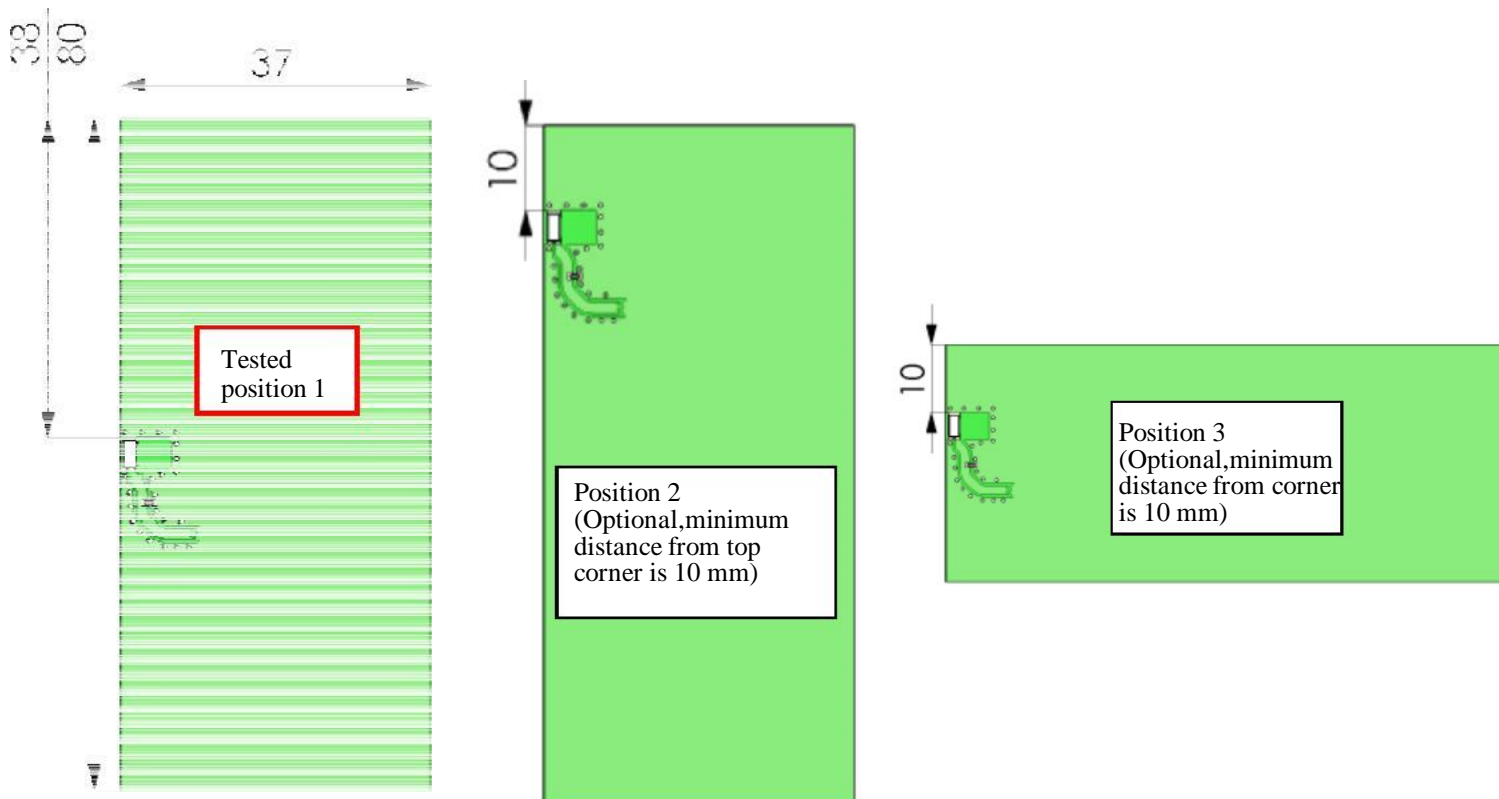 38
80
37
10
10
Tested
position 1
Position 2
(Optional,minimum
distance from top
corner is 10 mm)
Position 3
(Optional,minimum
distance from corner
is 10 mm)